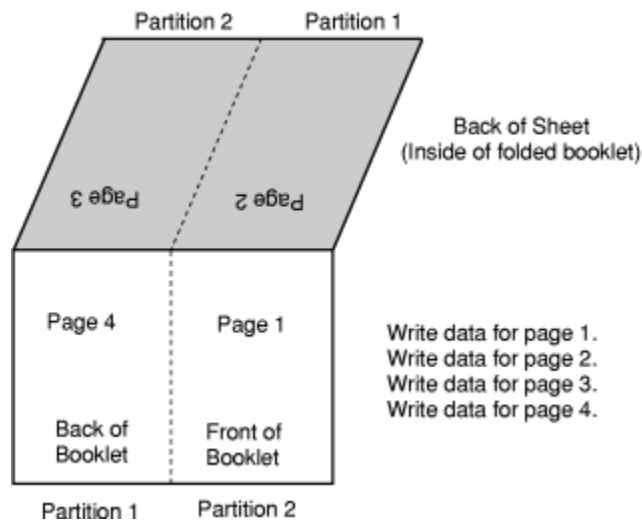 Partition 2
Partition 1
Back of Sheet
(Inside of folded booklet)
Page 3
Page 2
Page 4
Page 1
Write data for page 1.
Write data for page 2.
Write data for page 3.
Write data for page 4.
Back of
Booklet
Front of
Booklet
Partition 1
Partition 2